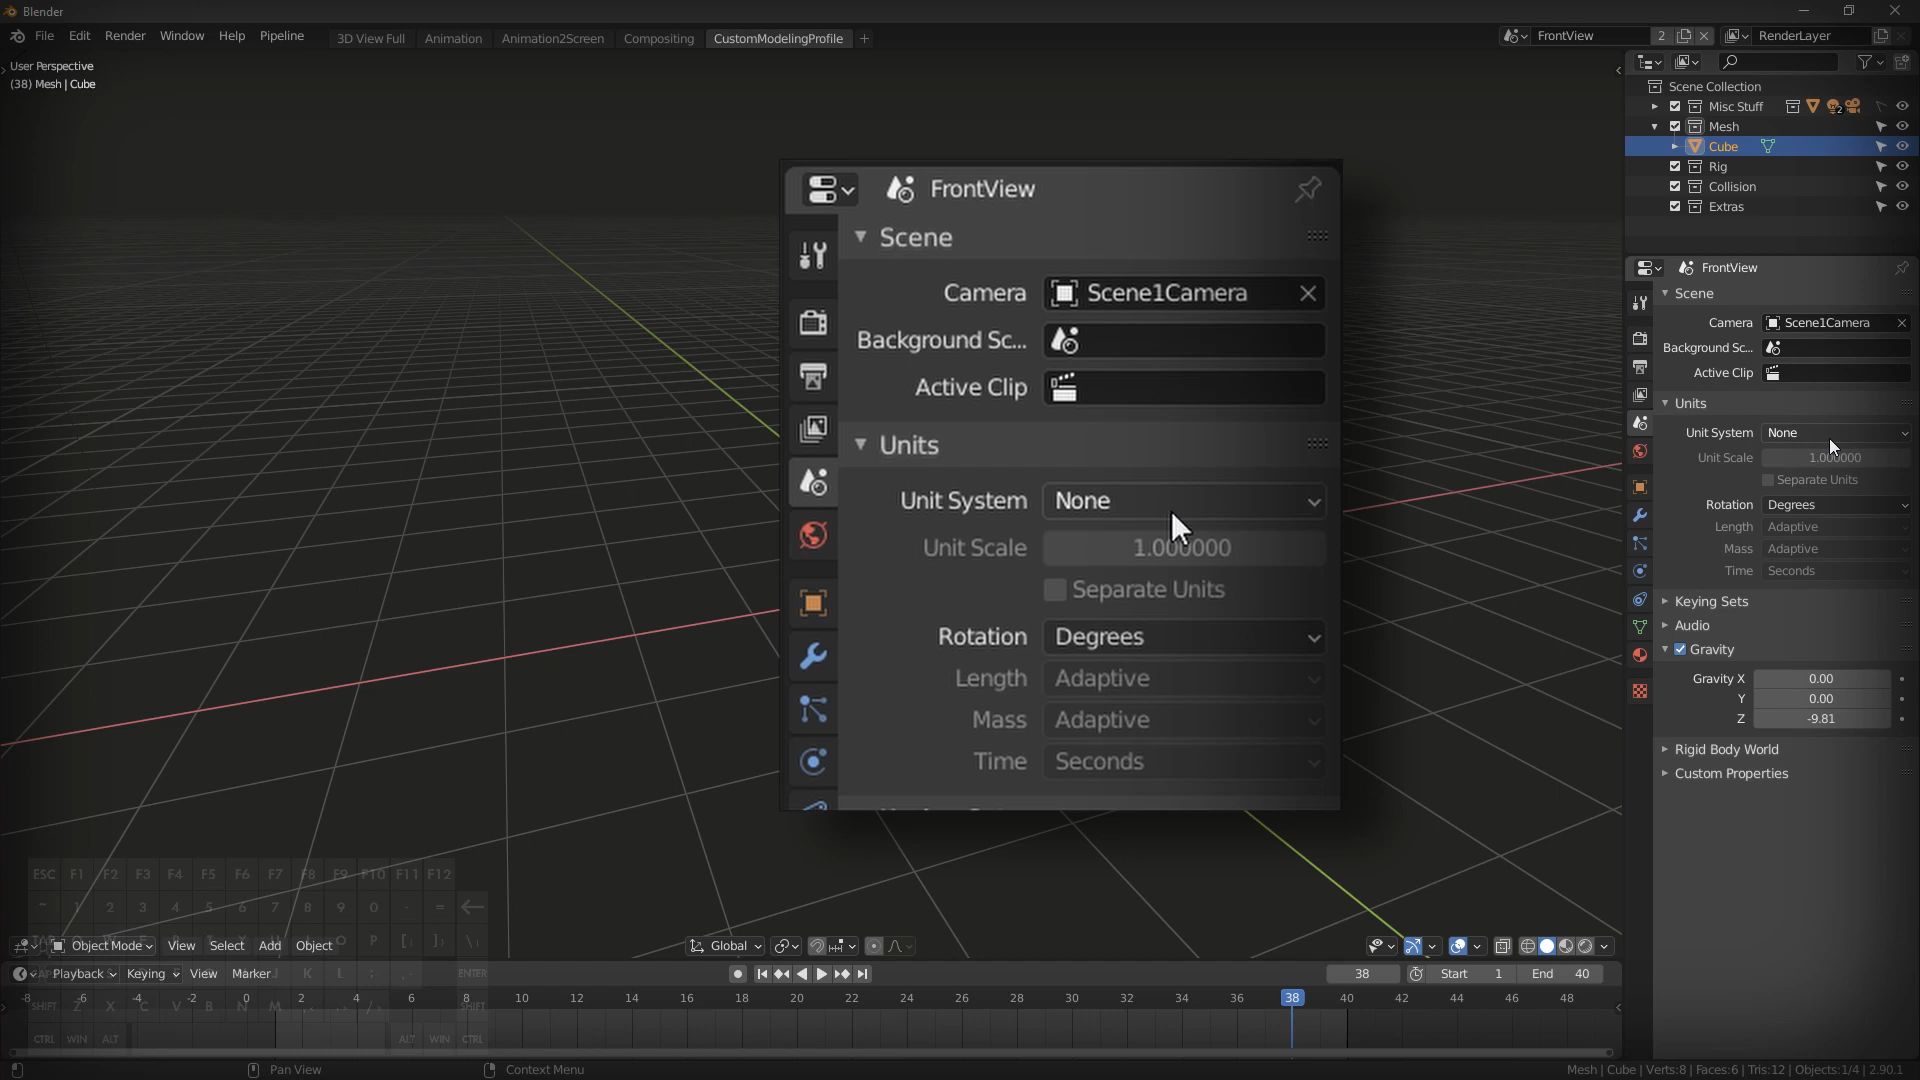 Blender
File Edit Render Window Help Pipeline 3D View Full Animation Animation2Screen Compositing CustomModelingProfile + FrontView 2 RenderLayer
User Perspective
(38) Mesh | Cube
Scene Collection
Misc Stuff 2
Mesh
Cube
Rig
Collision
Extras
FrontView
Scene
Camera Scene1Camera
Background Sc...
Active Clip
Units
Unit System None
Unit Scale 1.000000
Separate Units
Rotation Degrees
Length Adaptive
Mass Adaptive
Time Seconds
FrontView
Scene
Camera Scene1Camera
Background Sc...
Active Clip
Units
Unit System None
Unit Scale 1.000000
Separate Units
Rotation Degrees
Length Adaptive
Mass Adaptive
Time Seconds
Keying Sets
Audio
Gravity
Gravity X 0.00
Y 0.00
Z -9.81
Rigid Body World
Custom Properties
ESC F1 F2 F3 F4 F5 F6 F7 F8 F9 F10 F11 F12
~ 1 2 3 4 5 6 7 8 9 0 - =
O P [ ] \
Object Mode View Select Add Object Global
J K L ; ENTER
Playback Keying View Marker 38 Start 1 End 40
-8 -6 -4 -2 0 2 4 6 8 10 12 14 16 18 20 22 24 26 28 30 32 34 36 38 40 42 44 46 48
SHIFT Z X C V B N M SHIFT
CTRL WIN ALT ALT WIN CTRL
Pan View Context Menu Mesh | Cube | Verts:8 | Faces:6 | Tris:12 | Objects:1/4 | 2.90.1